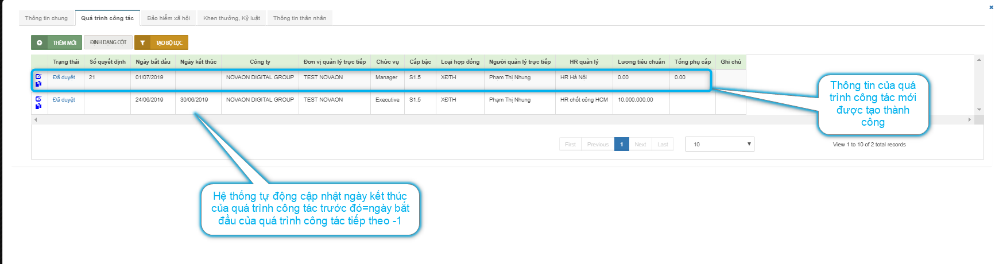 Thông tin chung Quá trình công tác Bảo hiểm xã hội Khen thưởng, Kỷ luật Thông tin thân nhân
THÊM MỚI ĐỊNH DẠNG CỘT TẠO BỘ LỌC
Trạng thái Số quyết định Ngày bắt đầu Ngày kết thúc Công ty Đơn vị quản lý trực tiếp Chức vụ Cấp bậc Loại hợp đồng Người quản lý trực tiếp HR quản lý Lương tiêu chuẩn Tổng phụ cấp Ghi chú
Đã duyệt 21 01/07/2019 NOVAON DIGITAL GROUP TEST NOVAON Manager S1.5 XĐTH Phạm Thị Nhung HR Hà Nội 0.00 0.00
Đã duyệt 24/06/2019 30/06/2019 NOVAON DIGITAL GROUP TEST NOVAON Executive S1.5 XĐTH Phạm Thị Nhung HR chốt công HCM 10,000,000.00
Thông tin của quá
trình công tác mới
được tạo thành
công
First Previous 1 Next Last 10 View 1 to 10 of 2 total records
Hệ thống tự động cập nhật ngày kết thúc
của quá trình công tác trước đó=ngày bắt
đầu của quá trình công tác tiếp theo -1